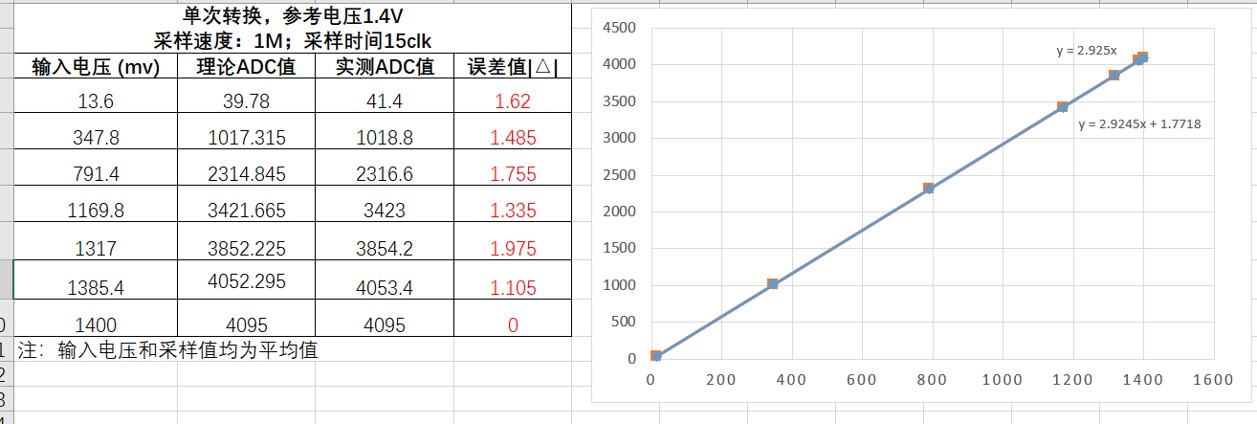 单次转换，参考电压1.4V
采样速度：1M；采样时间15clk
输入电压 (mv) 理论ADC值 实测ADC值 误差值|△|
13.6 39.78 41.4 1.62
347.8 1017.315 1018.8 1.485
791.4 2314.845 2316.6 1.755
1169.8 3421.665 3423 1.335
1317 3852.225 3854.2 1.975
1385.4 4052.295 4053.4 1.105
1400 4095 4095 0
注：输入电压和采样值均为平均值
4500
4000
3500
3000
2500
2000
1500
1000
500
0
y = 2.925x
y = 2.9245x + 1.7718
0 200 400 600 800 1000 1200 1400 1600